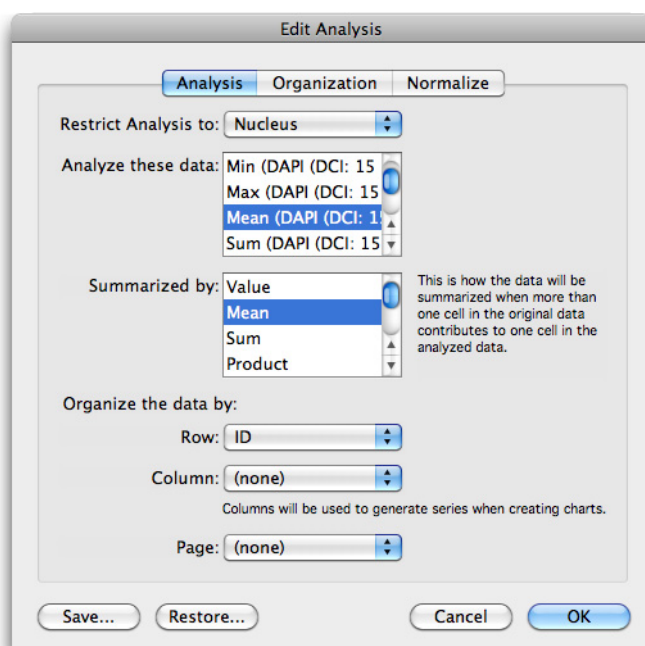 Edit Analysis
Analysis Organization Normalize
Restrict Analysis to: Nucleus
Analyze these data: Min (DAPI (DCI: 15
Max (DAPI (DCI: 15
Mean (DAPI (DCI: 15
Sum (DAPI (DCI: 15
Summarized by: Value
Mean
Sum
Product
This is how the data will be
summarized when more than
one cell in the original data
contributes to one cell in the
analyzed data.
Organize the data by:
Row: ID
Column: (none)
Columns will be used to generate series when creating charts.
Page: (none)
Save... Restore... Cancel OK